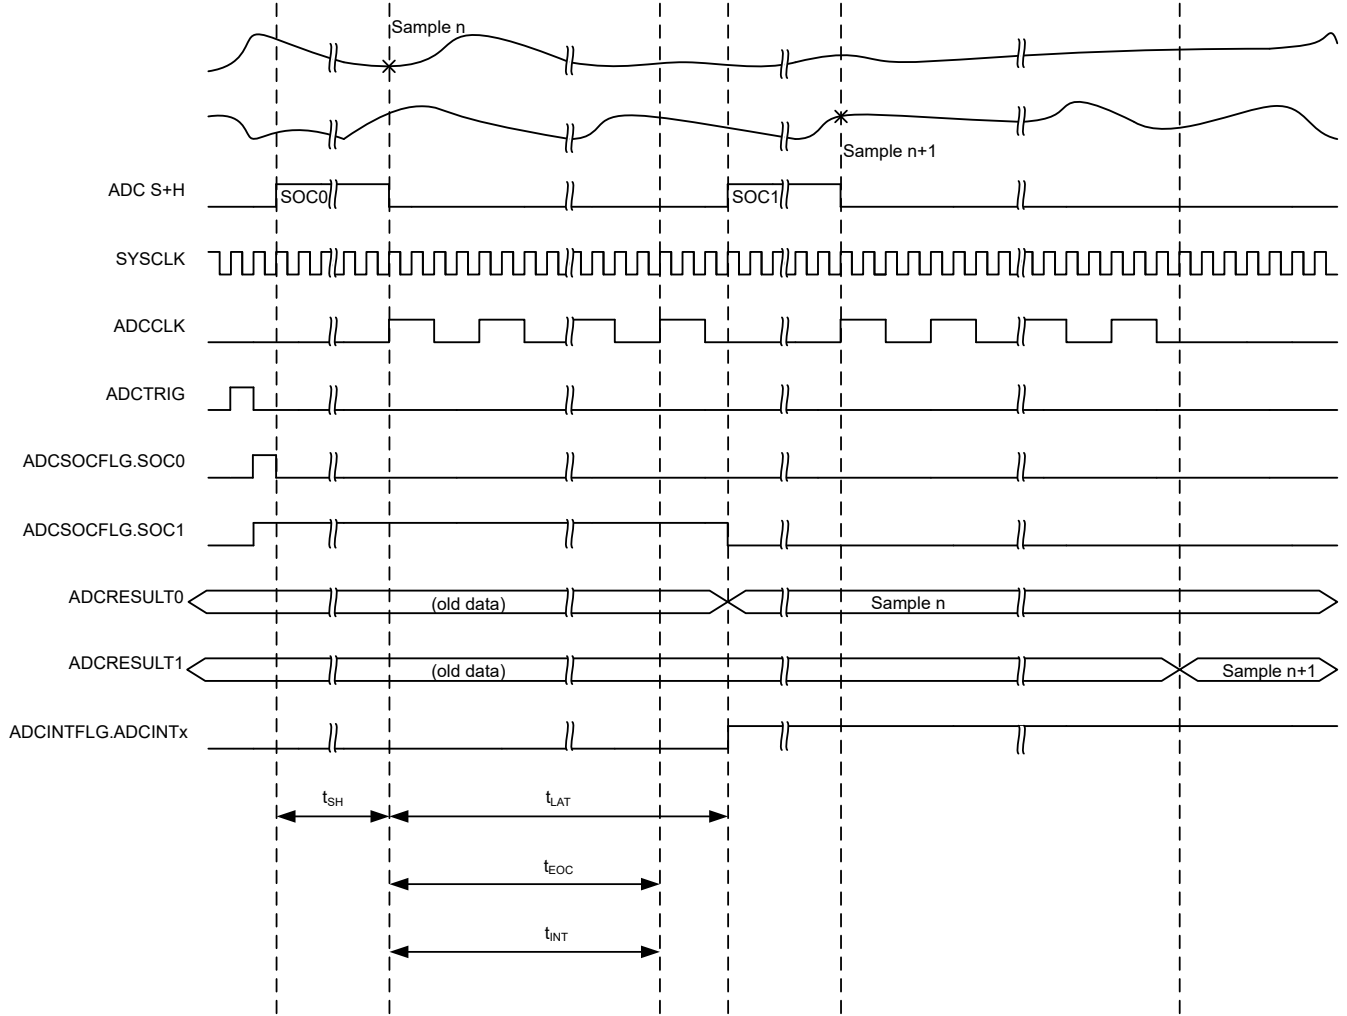 Sample n
Sample n+1
ADC S+H
SOC0
SOC1
SYSCLK
ADCCLK
ADCTRIG
ADCSOCFLG.SOC0
ADCSOCFLG.SOC1
ADCRESULT0
(old data)
Sample n
ADCRESULT1
(old data)
Sample n+1
ADCINTFLG.ADCINTx
tSH
tLAT
tEOC
tINT